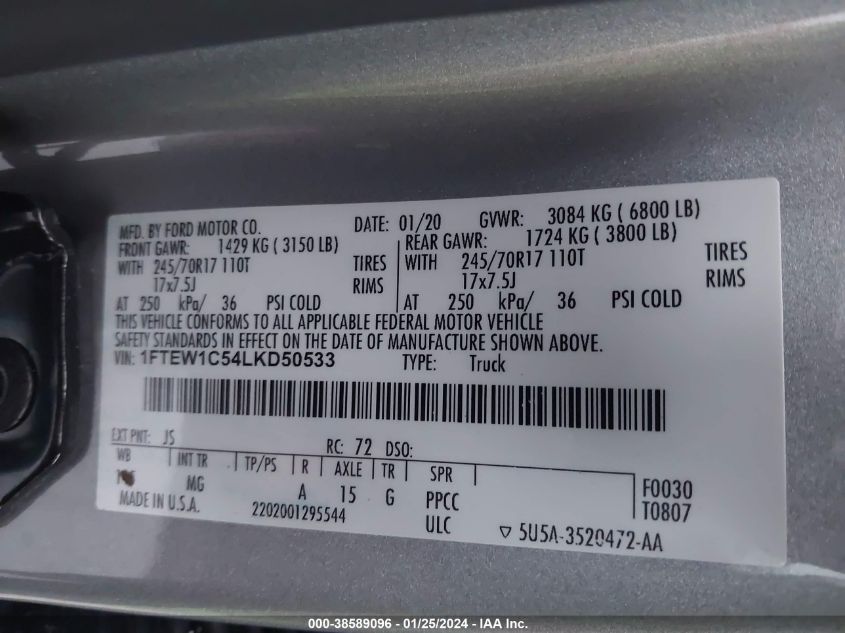 MFD. BY FORD MOTOR CO. DATE: 01/20 GVWR: 3084 KG ( 6800 LB)
FRONT GAWR: 1429 KG ( 3150 LB) REAR GAWR: 1724 KG ( 3800 LB)
WITH 245/70R17 110T TIRES WITH 245/70R17 110T TIRES
17x7.5J RIMS 17x7.5J RIMS
AT 250 kPa/ 36 PSI COLD AT 250 kPa/ 36 PSI COLD
THIS VEHICLE CONFORMS TO ALL APPLICABLE FEDERAL MOTOR VEHICLE
SAFETY STANDARDS IN EFFECT ON THE DATE OF MANUFACTURE SHOWN ABOVE.
VIN: 1FTEW1C54LKD50533 TYPE: Truck
EXT PNT: JS RC: 72 DSO:
WB INT TR TP/PS R AXLE TR SPR F0030
MG A 15 G PPCC T0807
MADE IN U.S.A. 2202001295544 ULC ▽ 5U5A-3520472-AA
000-38589096 - 01/25/2024 - IAA Inc.